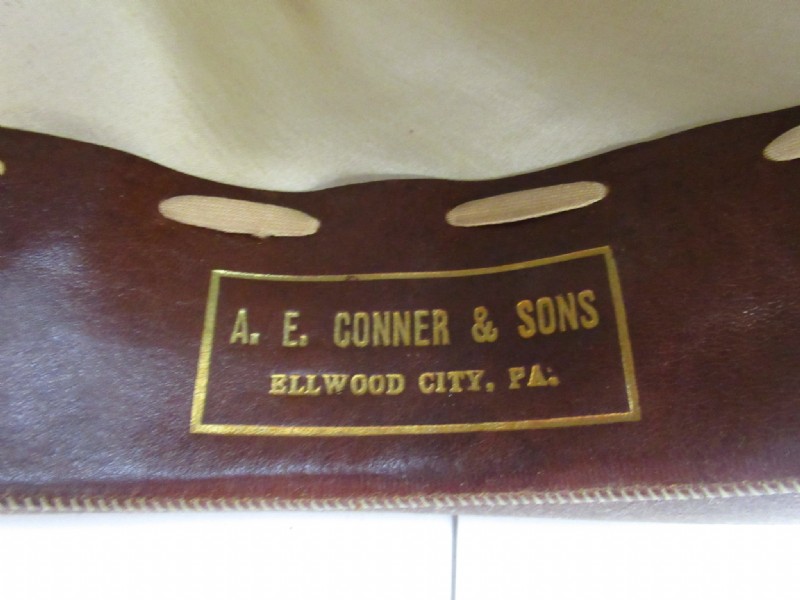 A. E. CONNER & SONS
ELLWOOD CITY, PA.